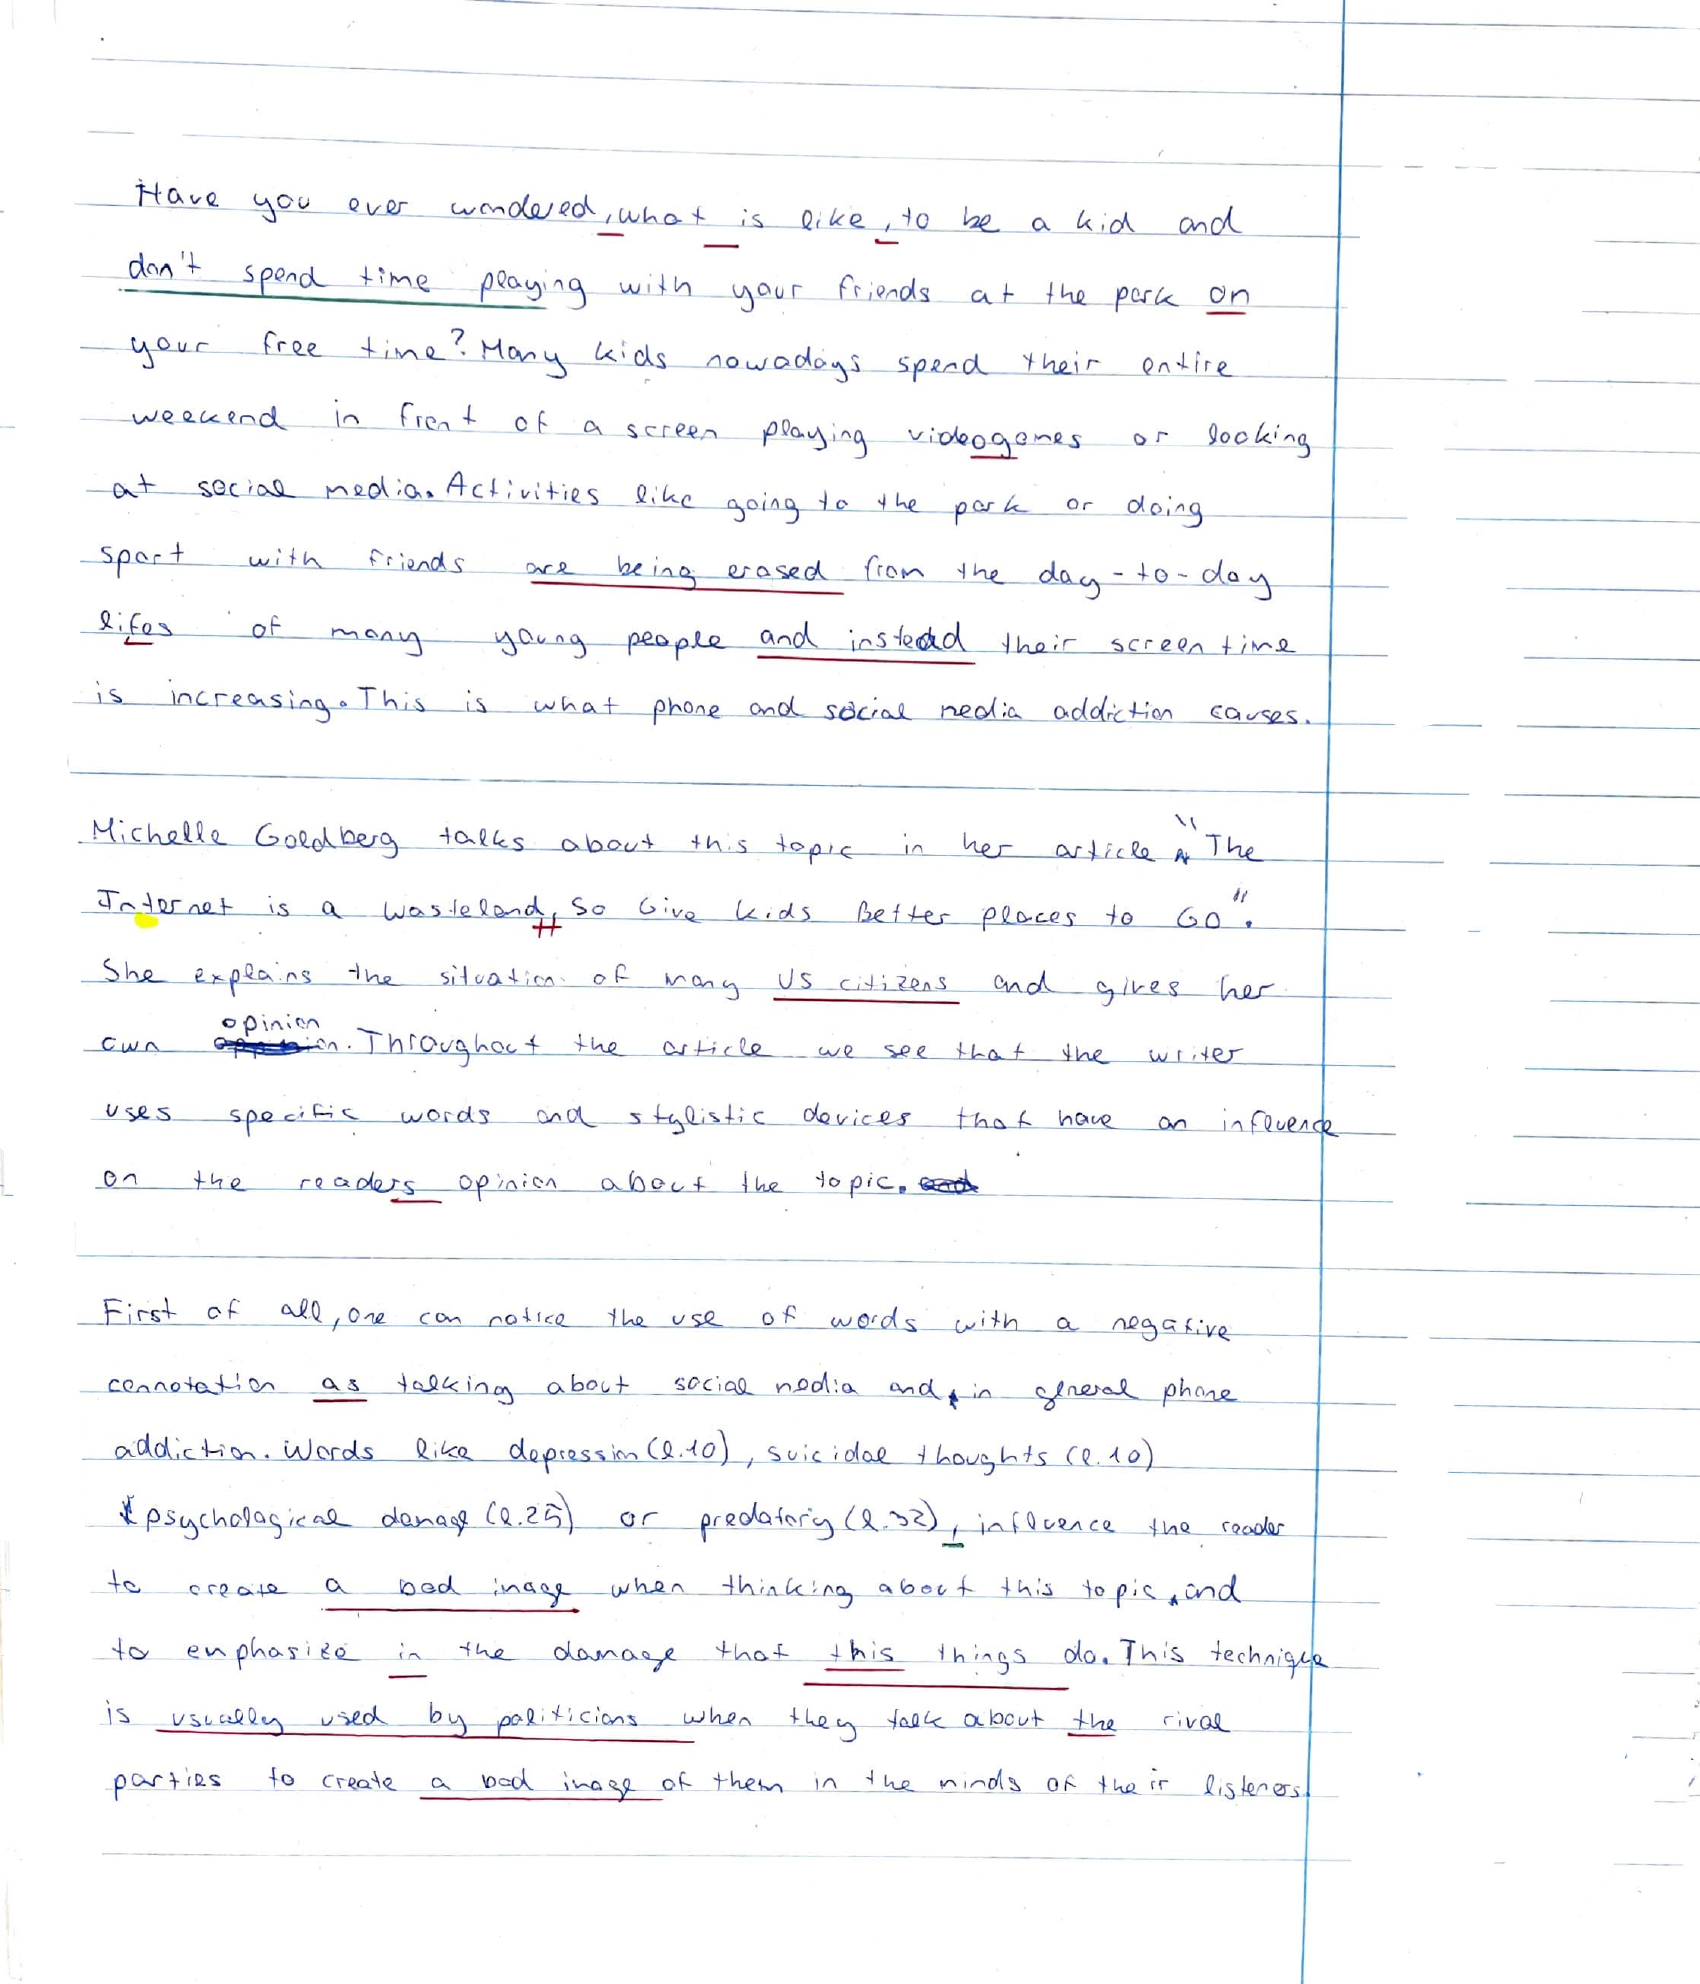 Have you ever wondered, what is like, to be a kid and
don't spend time playing with your friends at the park on
your free time? Many kids nowadays spend their entire
weekend in front of a screen playing videogames or looking
at social media. Activities like going to the park or doing
sport with friends are being erased from the day-to-day
lifes of many young people and instead their screen time
is increasing. This is what phone and social media addiction causes.
Michelle Goldberg talks about this topic in her article "The
Internet is a wasteland, So Give kids Better places to GO".
She explains the situation of many US citizens and gives her
own opinion. Throughout the article we see that the writer
uses specific words and stylistic devices that have an influence
on the readers opinion about the topic.
First of all, one can notice the use of words with a negative
connotation as talking about social media and, in general phone
addiction. Words like depression (l.10), suicidal thoughts (l.10)
psychological damage (l.25) or predatory (l.32), influence the reader
to create a bad image when thinking about this topic, and
to emphasize in the damage that this things do. This technique
is usually used by politicians when they talk about the rival
parties to create a bad image of them in the minds of their listeners.